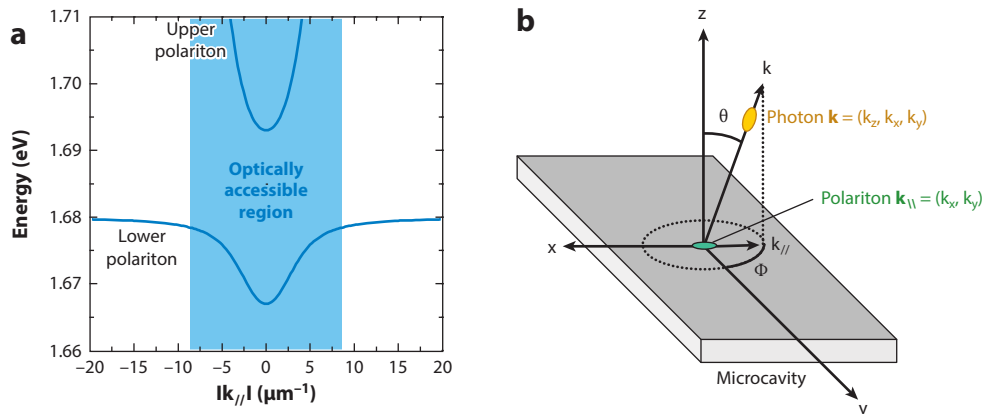 a
1.71
1.70
1.69
1.68
1.67
1.66
Energy (eV)
Upper
polariton
Optically
accessible
region
Lower
polariton
−20 −15 −10 −5 0 5 10 15 20
|k//| (μm−1)
b
z
k
θ
Photon k = (kz, kx, ky)
Polariton k\\ = (kx, ky)
x
k//
Φ
Microcavity
y